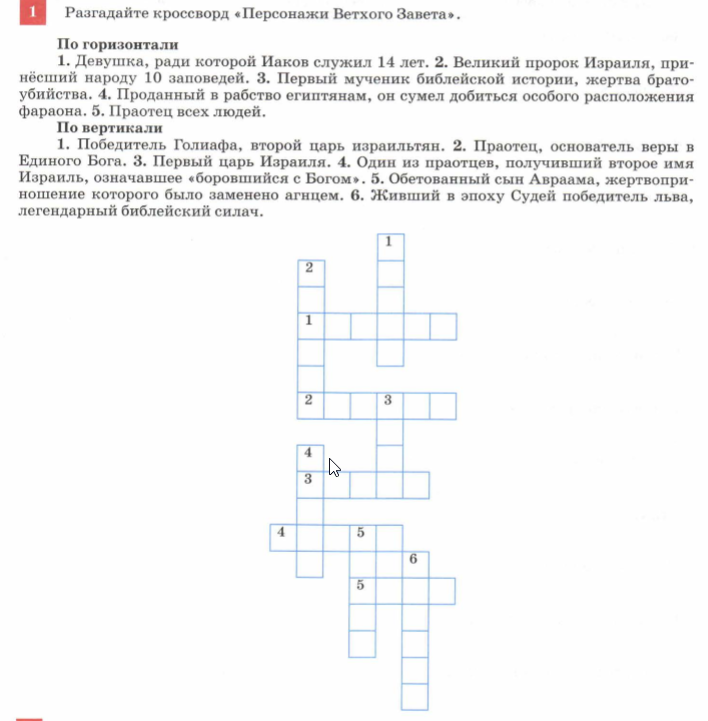 1 Разгадайте кроссворд «Персонажи Ветхого Завета».
По горизонтали
1. Девушка, ради которой Иаков служил 14 лет. 2. Великий пророк Израиля, при-
нёсший народу 10 заповедей. 3. Первый мученик библейской истории, жертва брато-
убийства. 4. Проданный в рабство египтянам, он сумел добиться особого расположения
фараона. 5. Праотец всех людей.
По вертикали
1. Победитель Голиафа, второй царь израильтян. 2. Праотец, основатель веры в
Единого Бога. 3. Первый царь Израиля. 4. Один из праотцев, получивший второе имя
Израиль, означавшее «боровшийся с Богом». 5. Обетованный сын Авраама, жертвопри-
ношение которого было заменено агнцем. 6. Живший в эпоху Судей победитель льва,
легендарный библейский силач.
1
2
1
2 3
4
3
4 5
6
5